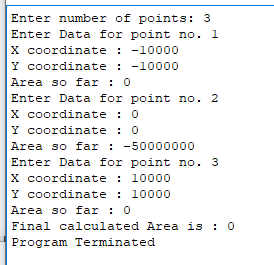 Enter number of points: 3
Enter Data for point no. 1
X coordinate : -10000
Y coordinate : -10000
Area so far : 0
Enter Data for point no. 2
X coordinate : 0
Y coordinate : 0
Area so far : -50000000
Enter Data for point no. 3
X coordinate : 10000
Y coordinate : 10000
Area so far : 0
Final calculated Area is : 0
Program Terminated